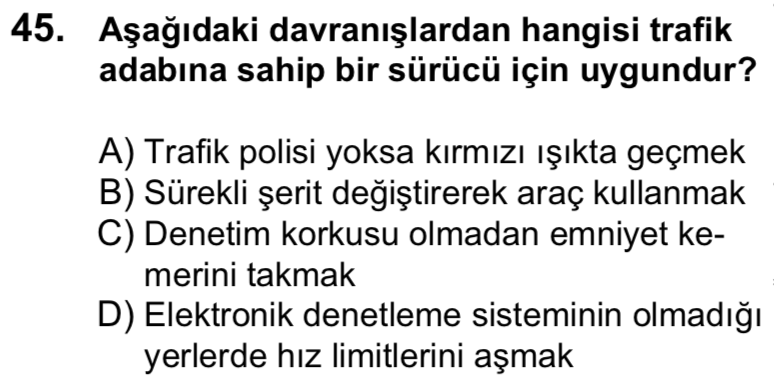 45. Aşağıdaki davranışlardan hangisi trafik
adabına sahip bir sürücü için uygundur?
A) Trafik polisi yoksa kırmızı ışıkta geçmek
B) Sürekli şerit değiştirerek araç kullanmak
C) Denetim korkusu olmadan emniyet ke-
merini takmak
D) Elektronik denetleme sisteminin olmadığı
yerlerde hız limitlerini aşmak